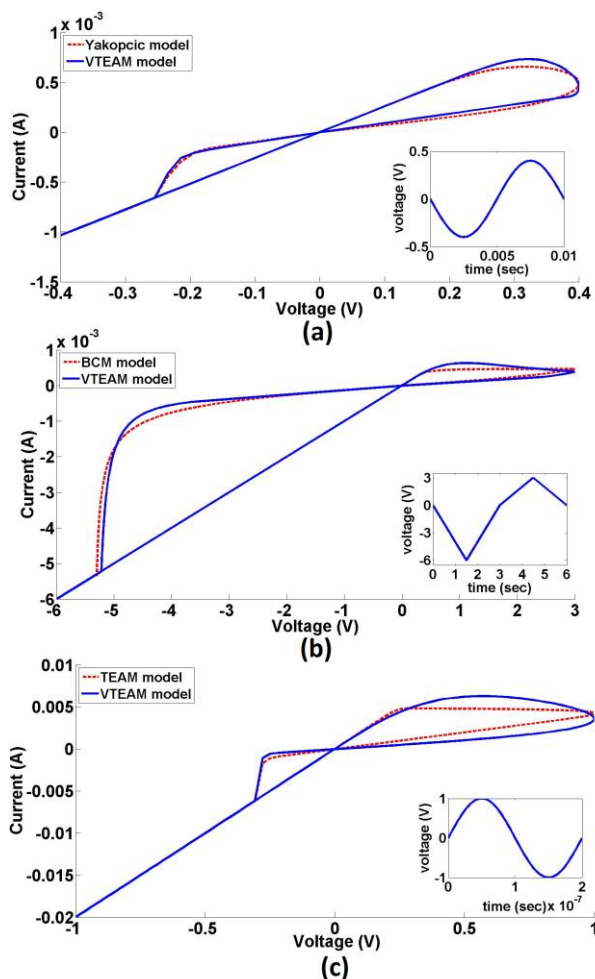 1 x 10⁻³
Yakopcic model
VTEAM model
0.5
0
-0.5
-1
-1.5
Current (A)
-0.4 -0.3 -0.2 -0.1 0 0.1 0.2 0.3 0.4
Voltage (V)
0.5
0
-0.5
voltage (V)
0 0.005 0.01
time (sec)
(a)
1 x 10⁻³
BCM model
VTEAM model
0
-1
-2
-3
-4
-5
-6
Current (A)
-6 -5 -4 -3 -2 -1 0 1 2 3
Voltage (V)
3
0
-3
-6
voltage (V)
0 1 2 3 4 5 6
time (sec)
(b)
0.01
TEAM model
VTEAM model
0.005
0
-0.005
-0.01
-0.015
-0.02
Current (A)
-1 -0.5 0 0.5 1
Voltage (V)
1
0
-1
voltage (V)
0 1 2
time (sec) x 10⁻⁷
(c)